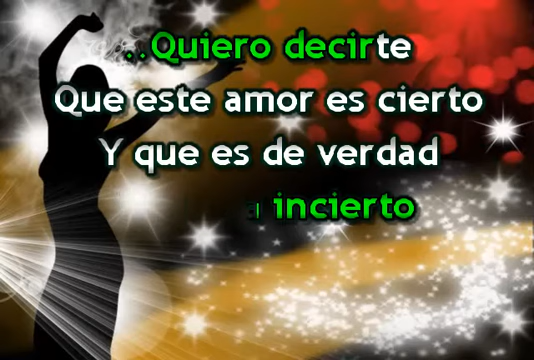 ..Quiero decirte
Que este amor es cierto
Y que es de verdad
incierto